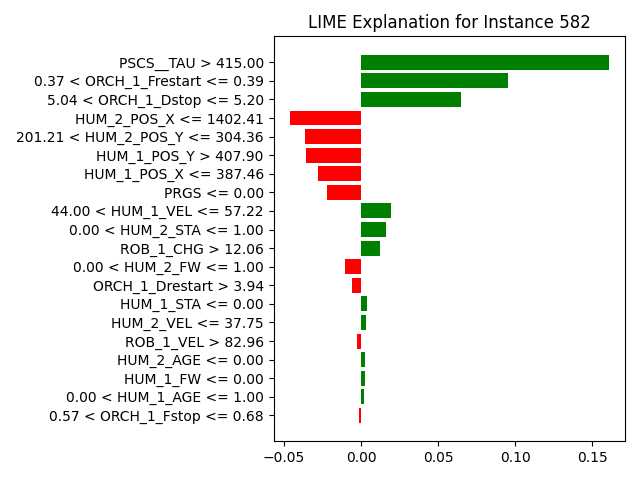 LIME Explanation for Instance 582
PSCS__TAU > 415.00
0.37 < ORCH_1_Frestart <= 0.39
5.04 < ORCH_1_Dstop <= 5.20
HUM_2_POS_X <= 1402.41
201.21 < HUM_2_POS_Y <= 304.36
HUM_1_POS_Y > 407.90
HUM_1_POS_X <= 387.46
PRGS <= 0.00
44.00 < HUM_1_VEL <= 57.22
0.00 < HUM_2_STA <= 1.00
ROB_1_CHG > 12.06
0.00 < HUM_2_FW <= 1.00
ORCH_1_Drestart > 3.94
HUM_1_STA <= 0.00
HUM_2_VEL <= 37.75
ROB_1_VEL > 82.96
HUM_2_AGE <= 0.00
HUM_1_FW <= 0.00
0.00 < HUM_1_AGE <= 1.00
0.57 < ORCH_1_Fstop <= 0.68
−0.05 0.00 0.05 0.10 0.15